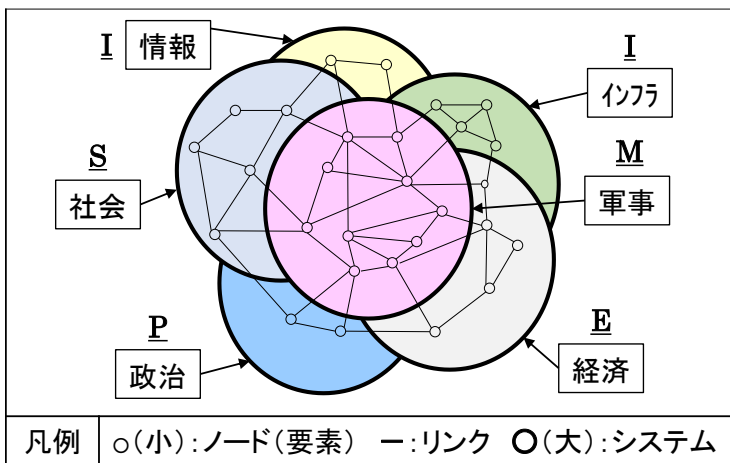 I 情報
I
インフラ
S
社会
M
軍事
P
政治
E
経済
凡例 ○(小):ノード(要素) ー:リンク ○(大):システム